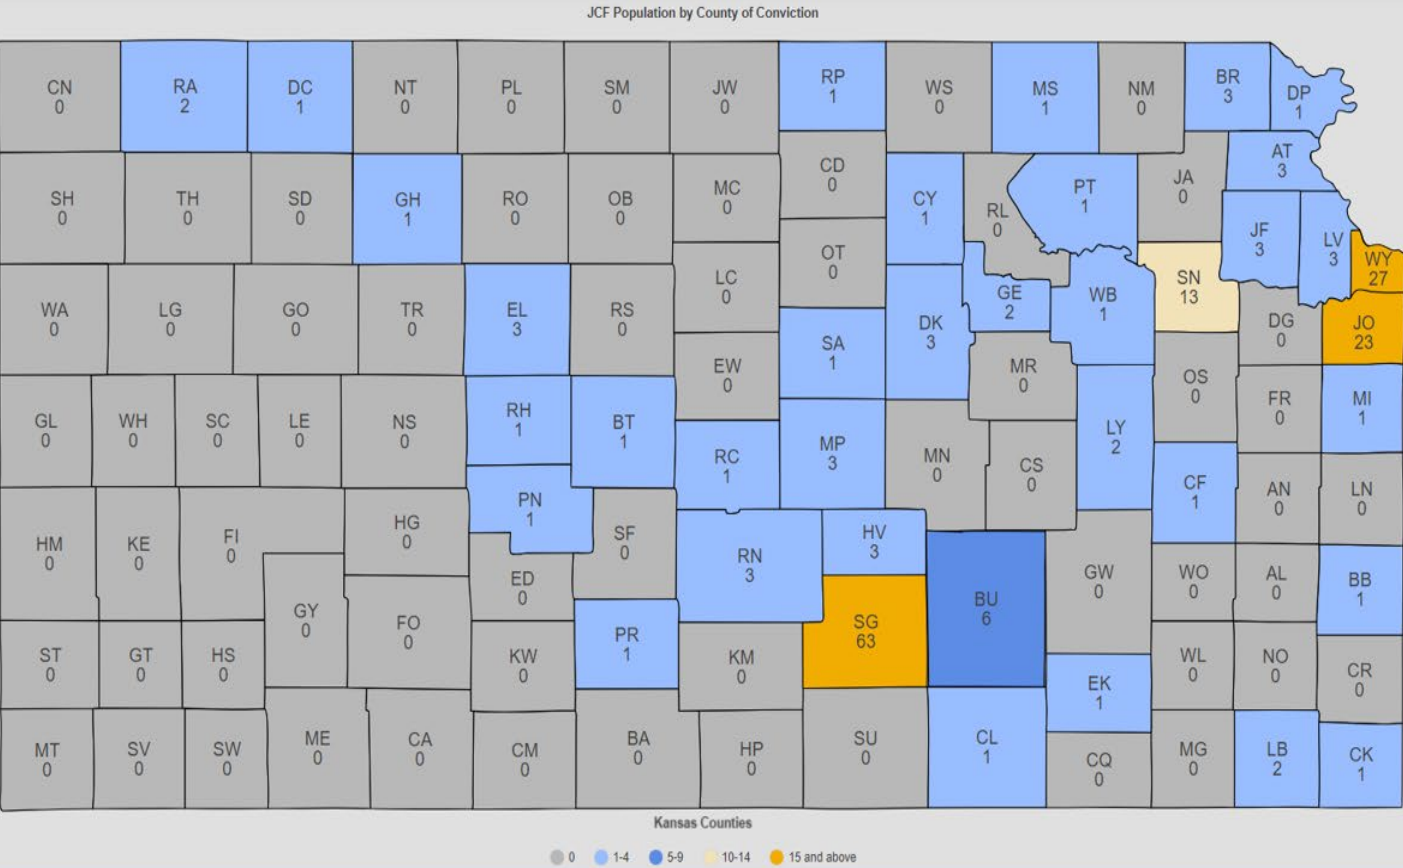 JCF Population by County of Conviction
CN
0
RA
2
DC
1
NT
0
PL
0
SM
0
JW
0
RP
1
WS
0
MS
1
NM
0
BR
3
DP
1
SH
0
TH
0
SD
0
GH
1
RO
0
OB
0
MC
0
CD
0
CY
1
RL
0
PT
1
JA
0
AT
3
JF
3
LV
3
WY
27
WA
0
LG
0
GO
0
TR
0
EL
3
RS
0
LC
0
OT
0
DK
3
GE
2
WB
1
SN
13
DG
0
JO
23
EW
0
SA
1
MR
0
OS
0
FR
0
MI
1
GL
0
WH
0
SC
0
LE
0
NS
0
RH
1
BT
1
RC
1
MP
3
MN
0
CS
0
LY
2
CF
1
AN
0
LN
0
HM
0
KE
0
FI
0
HG
0
PN
1
SF
0
RN
3
HV
3
BU
6
GW
0
WO
0
AL
0
BB
1
GY
0
FO
0
ED
0
PR
1
SG
63
ST
0
GT
0
HS
0
KW
0
KM
0
EK
1
WL
0
NO
0
CR
0
MT
0
SV
0
SW
0
ME
0
CA
0
CM
0
BA
0
HP
0
SU
0
CL
1
CQ
0
MG
0
LB
2
CK
1
Kansas Counties
0 1-4 5-9 10-14 15 and above